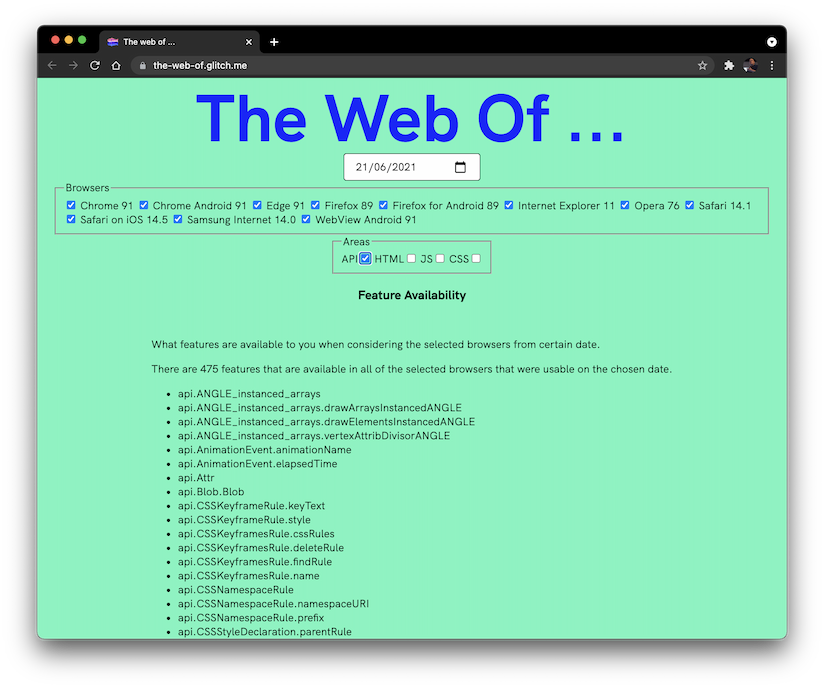 The web of ...
the-web-of.glitch.me
The Web Of ...
21/06/2021
Browsers
Chrome 91 Chrome Android 91 Edge 91 Firefox 89 Firefox for Android 89 Internet Explorer 11 Opera 76 Safari 14.1
Safari on iOS 14.5 Samsung Internet 14.0 WebView Android 91
Areas
API HTML JS CSS
Feature Availability
What features are available to you when considering the selected browsers from certain date.
There are 475 features that are available in all of the selected browsers that were usable on the chosen date.
• api.ANGLE_instanced_arrays
• api.ANGLE_instanced_arrays.drawArraysInstancedANGLE
• api.ANGLE_instanced_arrays.drawElementsInstancedANGLE
• api.ANGLE_instanced_arrays.vertexAttribDivisorANGLE
• api.AnimationEvent.animationName
• api.AnimationEvent.elapsedTime
• api.Attr
• api.Blob.Blob
• api.CSSKeyframeRule.keyText
• api.CSSKeyframeRule.style
• api.CSSKeyframesRule.cssRules
• api.CSSKeyframesRule.deleteRule
• api.CSSKeyframesRule.findRule
• api.CSSKeyframesRule.name
• api.CSSNamespaceRule
• api.CSSNamespaceRule.namespaceURI
• api.CSSNamespaceRule.prefix
• api.CSSStyleDeclaration.parentRule